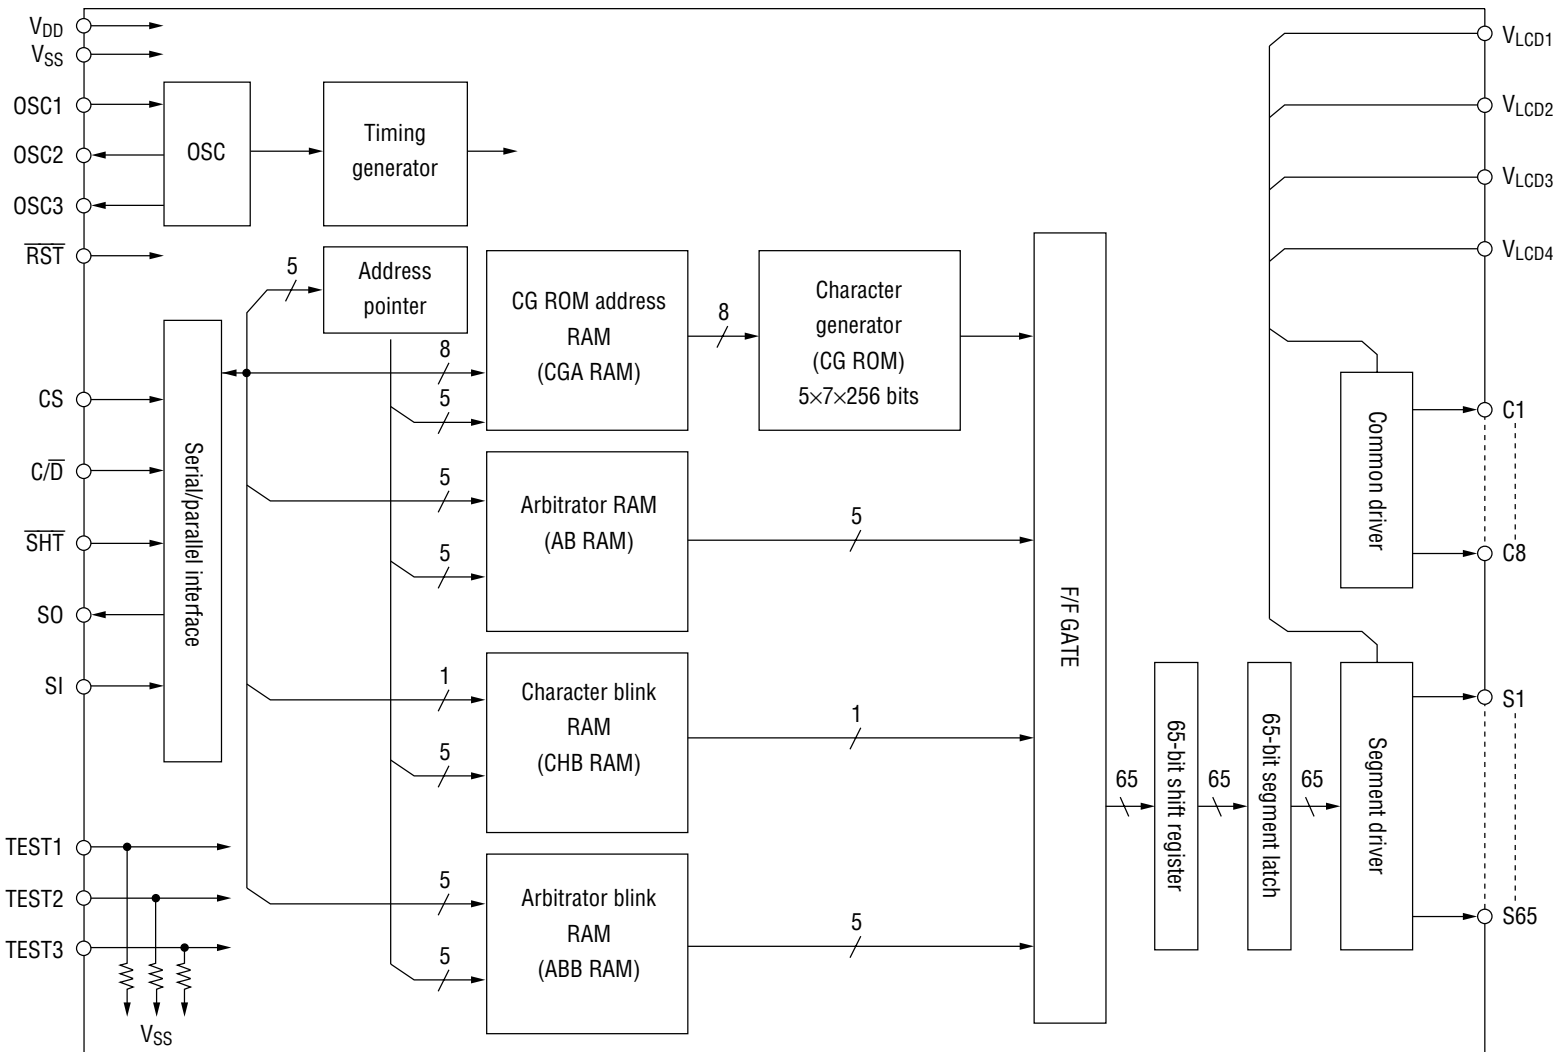 VDD
VSS
OSC1
OSC2
OSC3
RST
CS
C/D
SHT
SO
SI
TEST1
TEST2
TEST3
VSS
OSC
Timing
generator
Serial/parallel interface
5
Address
pointer
8
5
CG ROM address
RAM
(CGA RAM)
8
Character
generator
(CG ROM)
5×7×256 bits
5
5
Arbitrator RAM
(AB RAM)
5
1
5
Character blink
RAM
(CHB RAM)
1
5
5
Arbitrator blink
RAM
(ABB RAM)
5
F/F GATE
65
65-bit shift register
65
65-bit segment latch
65
Segment driver
Common driver
VLCD1
VLCD2
VLCD3
VLCD4
C1
C8
S1
S65